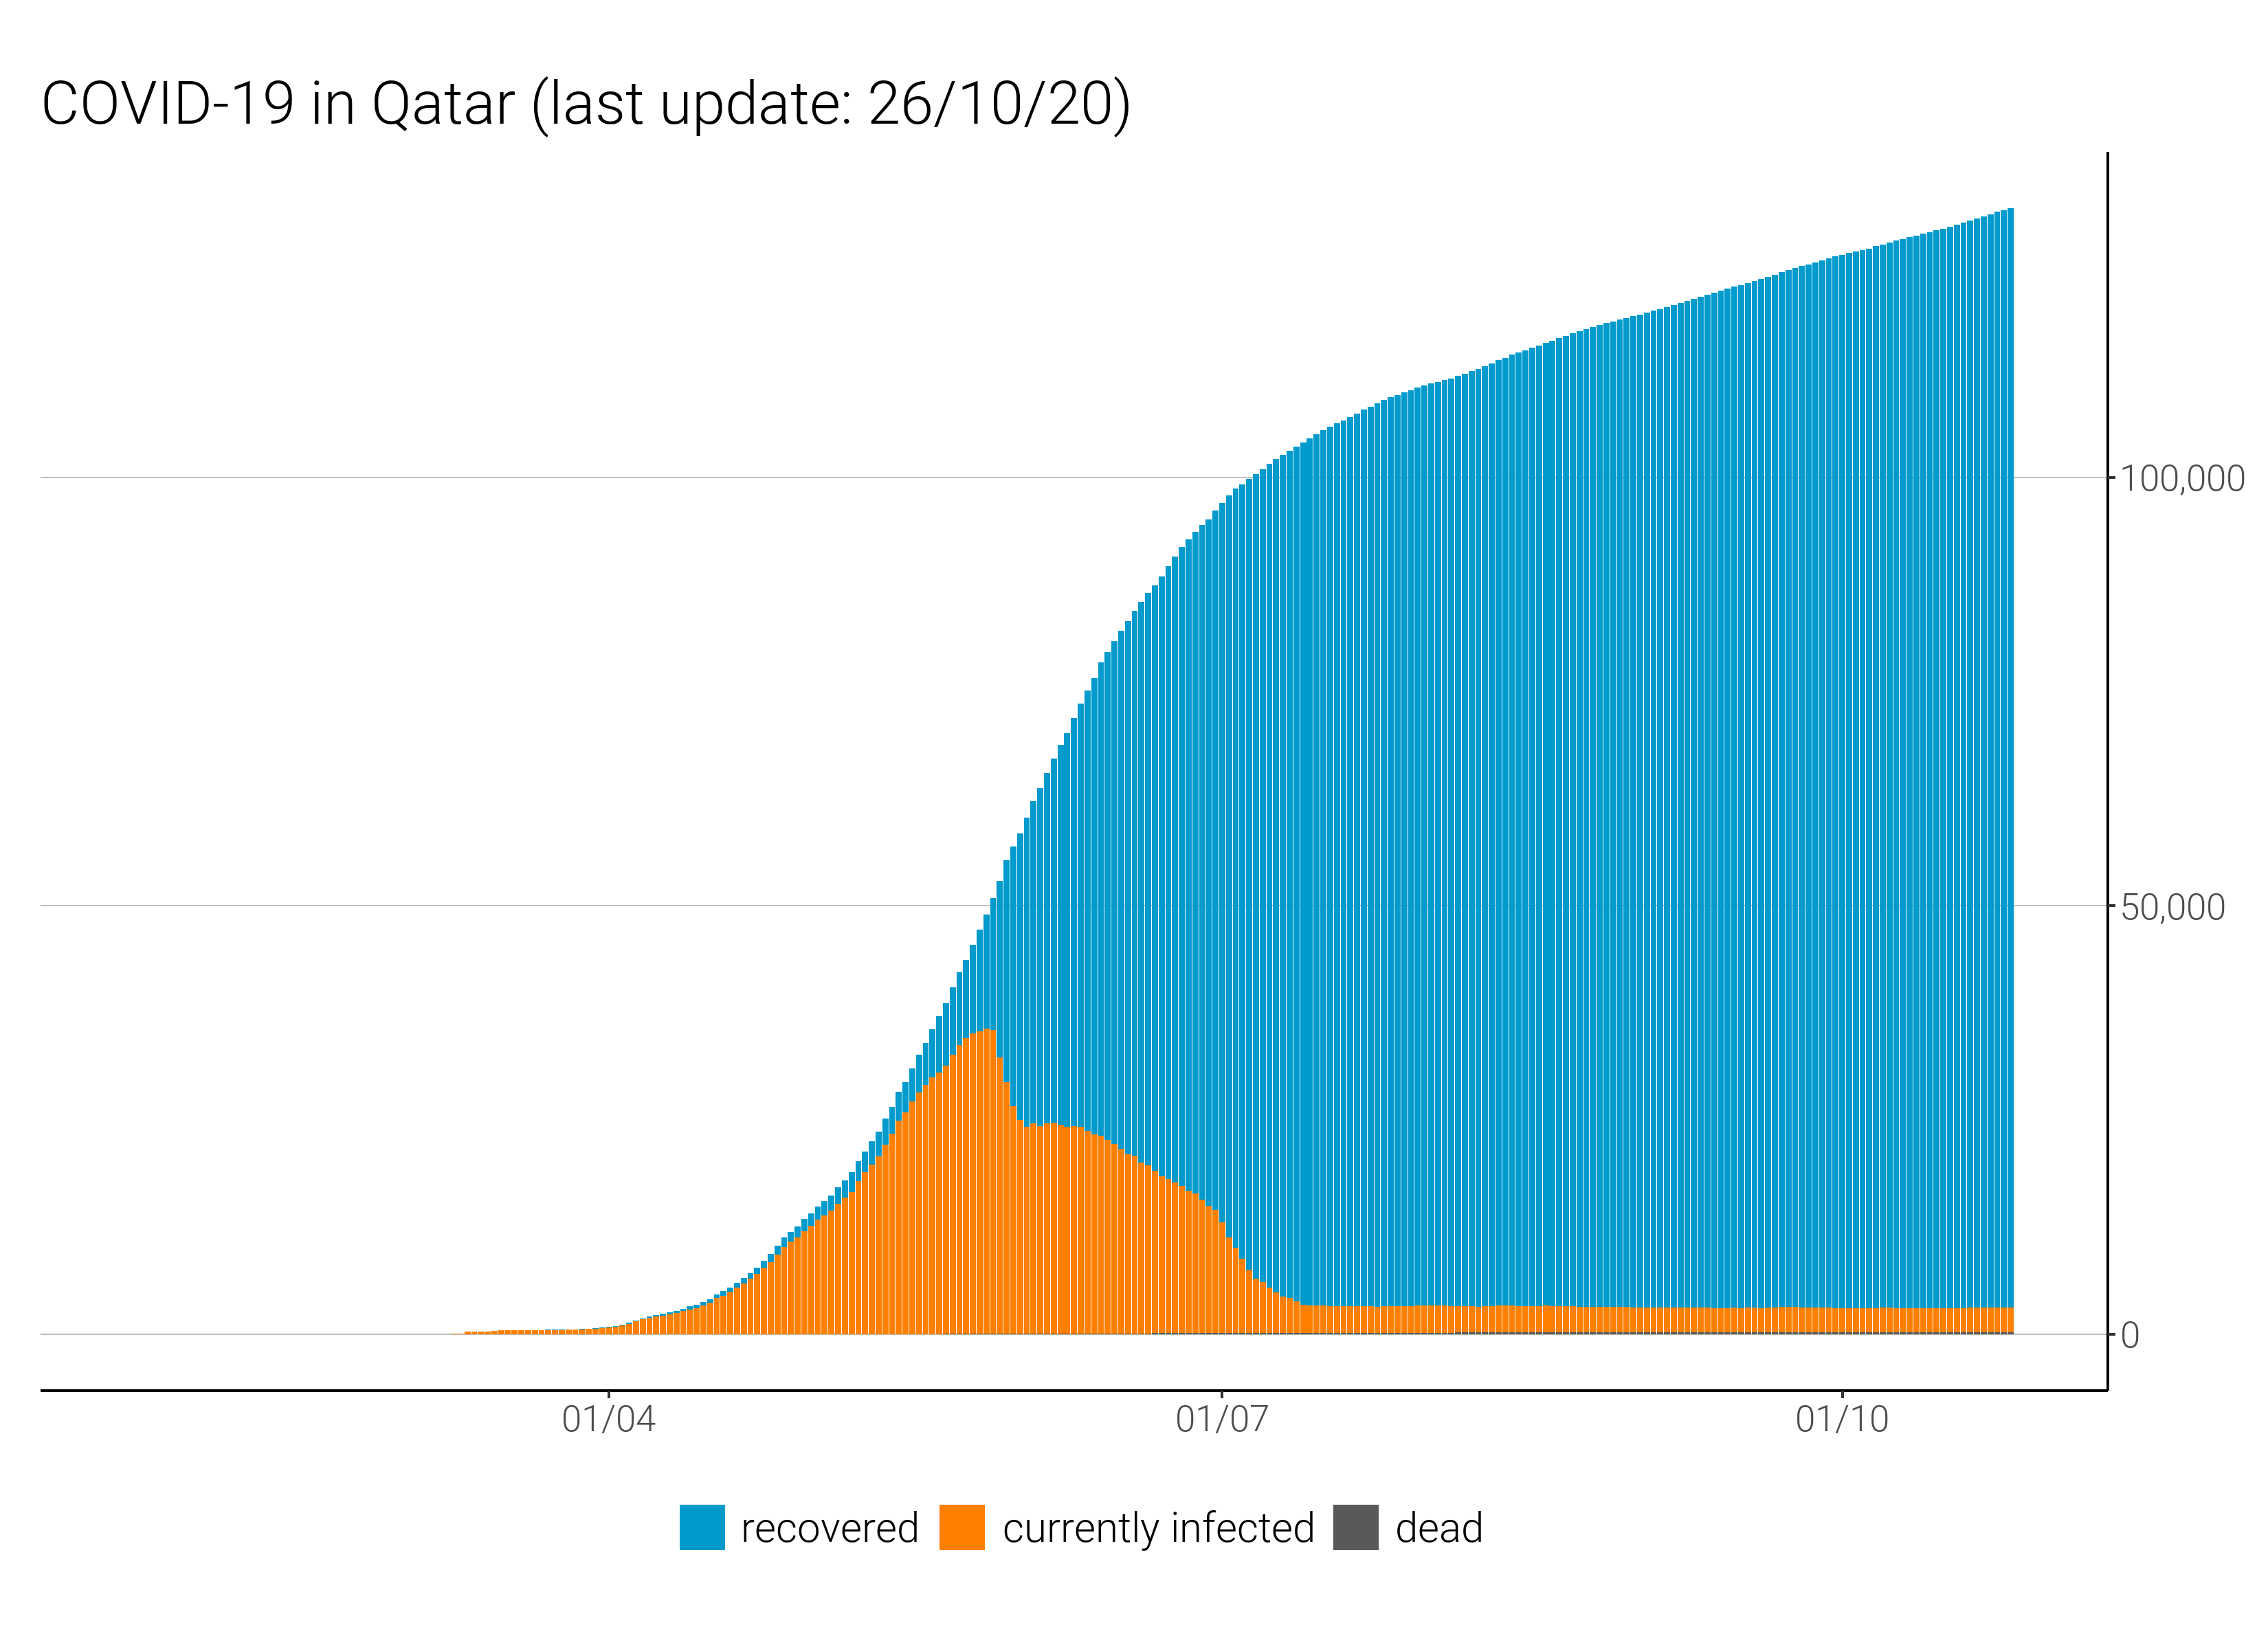 COVID-19 in Qatar (last update: 26/10/20)
100,000
50,000
0
01/04 01/07 01/10
recovered currently infected dead